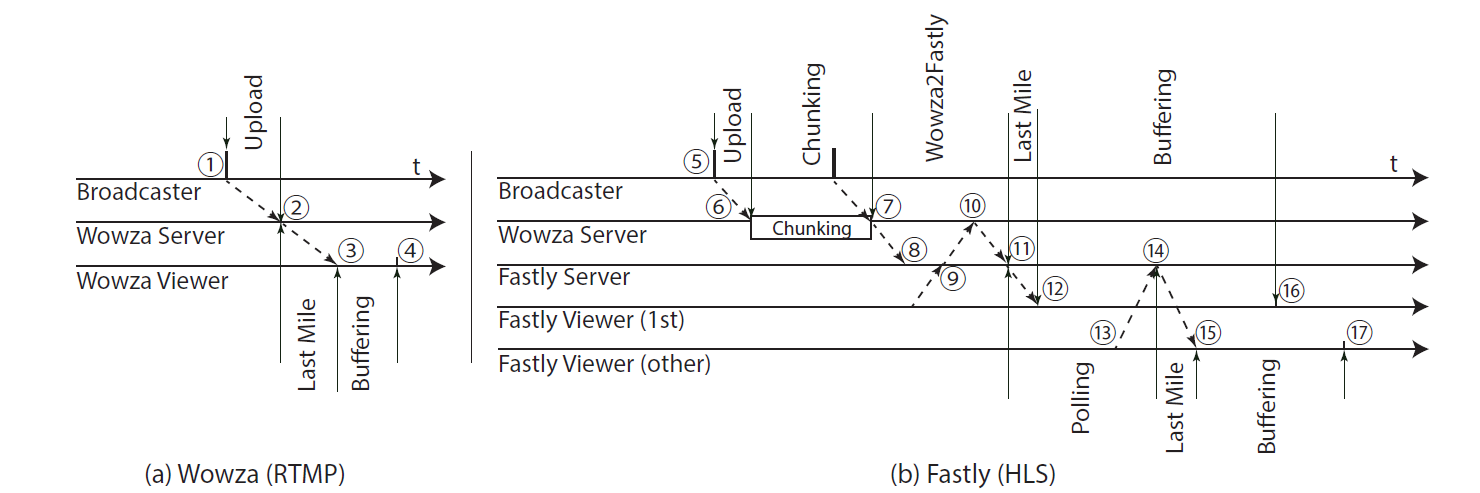 Upload
①
t
Broadcaster
②
Wowza Server
③
④
Wowza Viewer
Last Mile
Buffering
(a) Wowza (RTMP)
Upload
Chunking
Wowza2Fastly
Last Mile
Buffering
⑤
t
Broadcaster
⑥
Chunking
⑦
⑩
Wowza Server
⑧
⑨
⑪
⑭
Fastly Server
⑫
⑯
Fastly Viewer (1st)
⑬
⑮
⑰
Fastly Viewer (other)
Polling
Last Mile
Buffering
(b) Fastly (HLS)